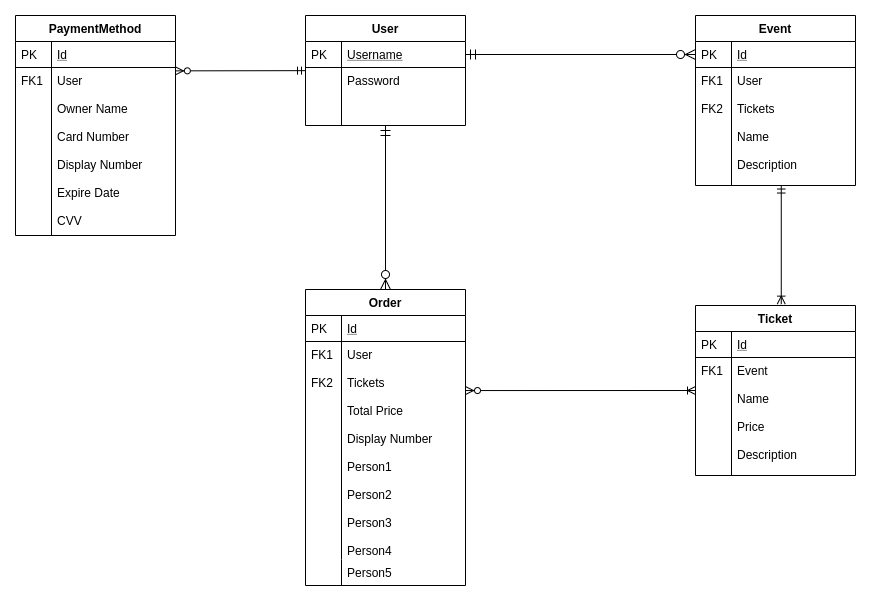 PaymentMethod
PK Id
FK1 User
Owner Name
Card Number
Display Number
Expire Date
CVV
User
PK Username
Password
Event
PK Id
FK1 User
FK2 Tickets
Name
Description
Order
PK Id
FK1 User
FK2 Tickets
Total Price
Display Number
Person1
Person2
Person3
Person4
Person5
Ticket
PK Id
FK1 Event
Name
Price
Description